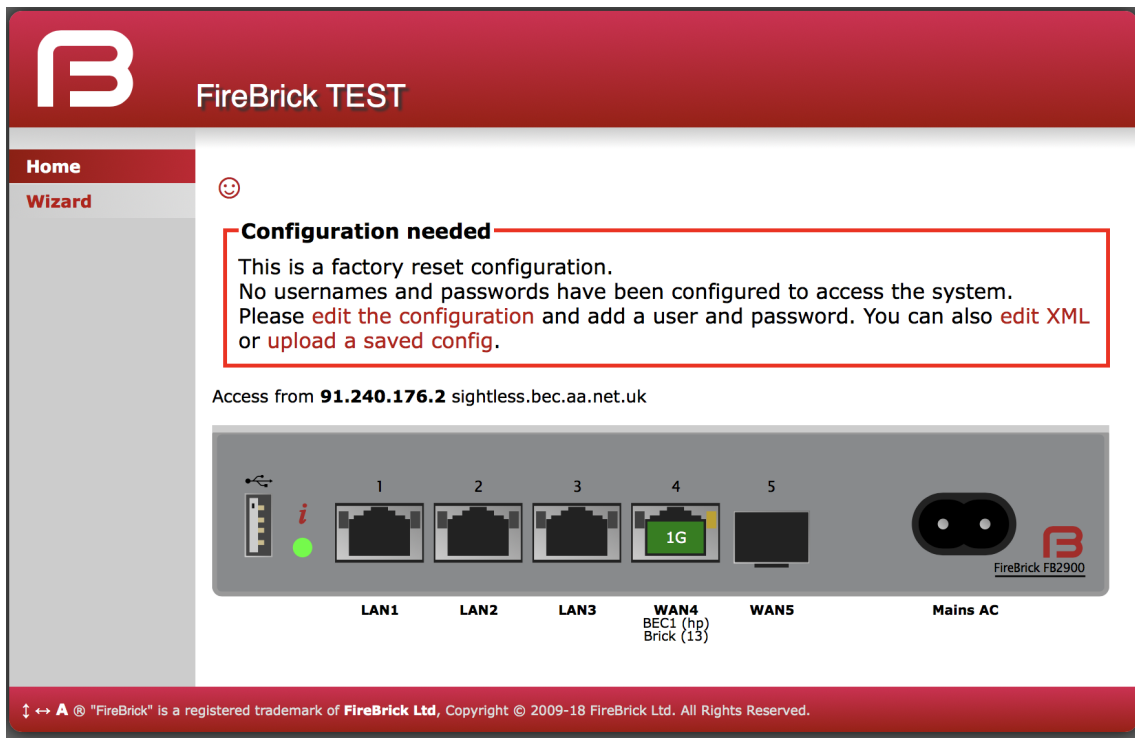 FireBrick TEST
Home
Wizard
Configuration needed
This is a factory reset configuration.
No usernames and passwords have been configured to access the system.
Please edit the configuration and add a user and password. You can also edit XML
or upload a saved config.
Access from 91.240.176.2 sightless.bec.aa.net.uk
1 2 3 4 5
i
1G
FireBrick FB2900
LAN1 LAN2 LAN3 WAN4 WAN5 Mains AC
BEC1 (hp)
Brick (13)
↕ ↔ A ® "FireBrick" is a registered trademark of FireBrick Ltd, Copyright © 2009-18 FireBrick Ltd. All Rights Reserved.